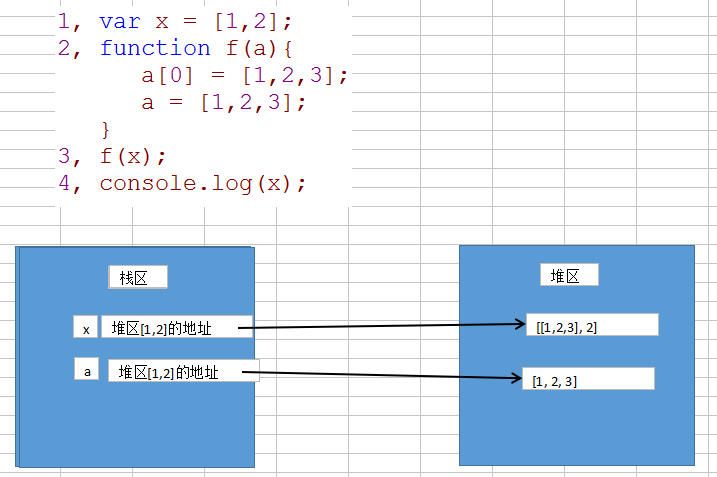 1, var x = [1,2];
2, function f(a){
a[0] = [1,2,3];
a = [1,2,3];
}
3, f(x);
4, console.log(x);
栈区
堆区
x 堆区[1,2]的地址
[[1,2,3], 2]
a 堆区[1,2]的地址
[1, 2, 3]